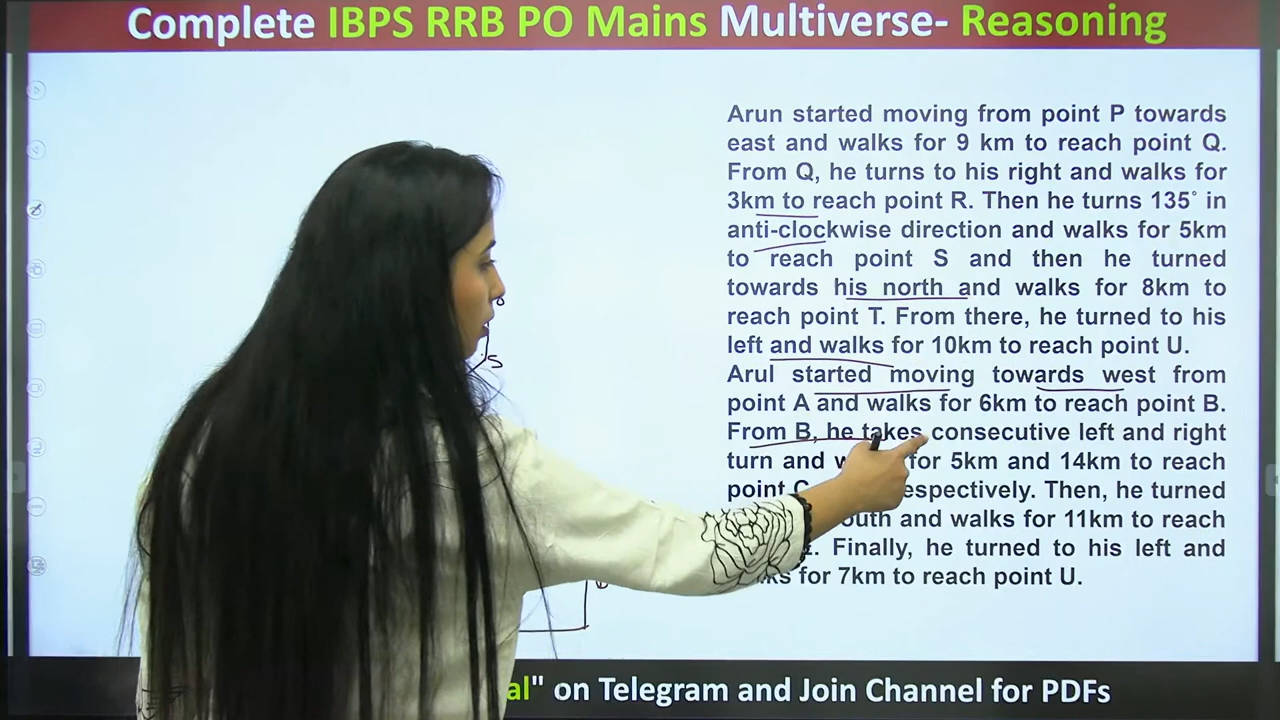 Complete IBPS RRB PO Mains Multiverse- Reasoning
Arun started moving from point P towards
east and walks for 9 km to reach point Q.
From Q, he turns to his right and walks for
3km to reach point R. Then he turns 135° in
anti-clockwise direction and walks for 5km
to reach point S and then he turned
towards his north and walks for 8km to
reach point T. From there, he turned to his
left and walks for 10km to reach point U.
Arul started moving towards west from
point A and walks for 6km to reach point B.
From B, he takes consecutive left and right
turn and for 5km and 14km to reach
point respectively. Then, he turned
and walks for 11km to reach
Finally, he turned to his left and
for 7km to reach point U.
S
" on Telegram and Join Channel for PDFs